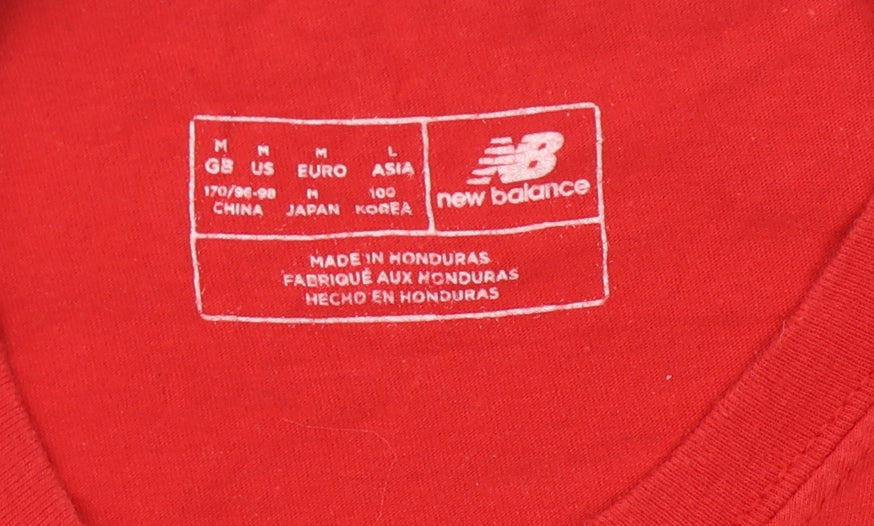 M M M L
GB US EURO ASIA
170/96-98 M 100
CHINA JAPAN KOREA
NB
new balance
MADE IN HONDURAS
FABRIQUÉ AUX HONDURAS
HECHO EN HONDURAS